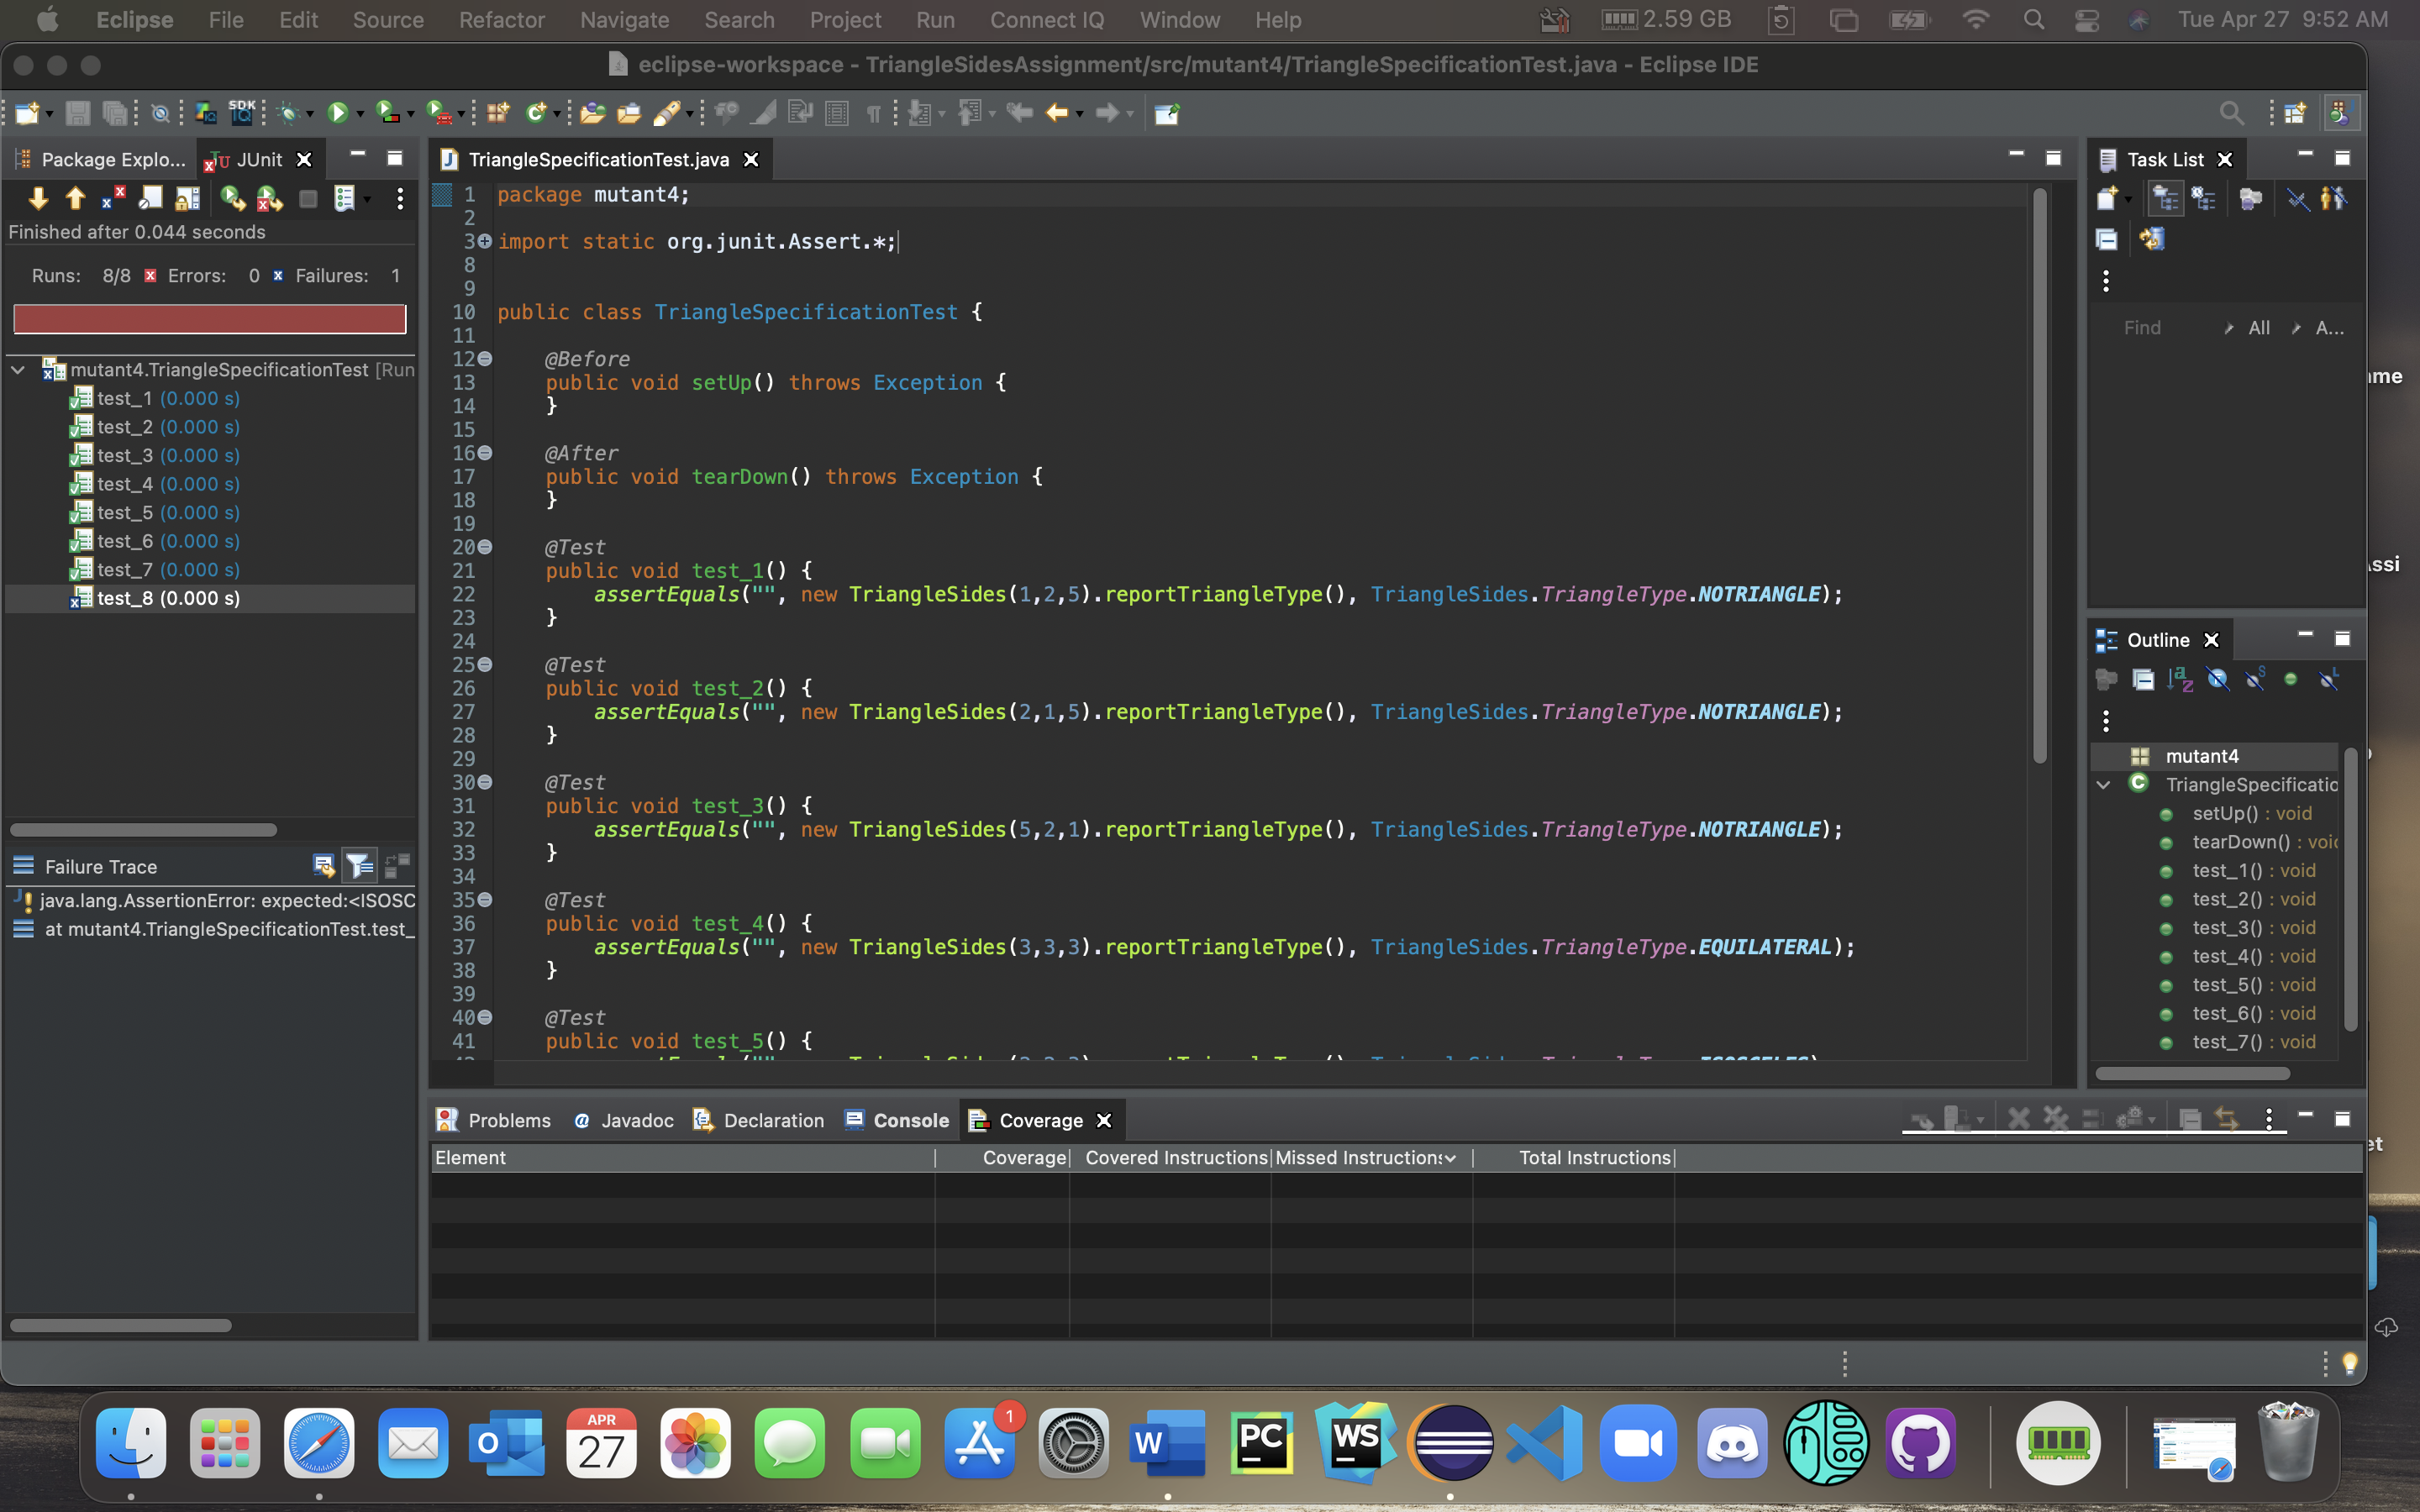 Eclipse File Edit Source Refactor Navigate Search Project Run Connect IQ Window Help 2.59 GB Tue Apr 27 9:52 AM
eclipse-workspace - TriangleSidesAssignment/src/mutant4/TriangleSpecificationTest.java - Eclipse IDE
SDK
IQ
Package Explo...
JUnit
Finished after 0.044 seconds
Runs: 8/8 Errors: 0 Failures: 1
mutant4.TriangleSpecificationTest [Run
test_1 (0.000 s)
test_2 (0.000 s)
test_3 (0.000 s)
test_4 (0.000 s)
test_5 (0.000 s)
test_6 (0.000 s)
test_7 (0.000 s)
test_8 (0.000 s)
Failure Trace
java.lang.AssertionError: expected:<ISOSC
at mutant4.TriangleSpecificationTest.test_
TriangleSpecificationTest.java
1 package mutant4;
2
3 import static org.junit.Assert.*;
8
9
10 public class TriangleSpecificationTest {
11
12 @Before
13 public void setUp() throws Exception {
14 }
15
16 @After
17 public void tearDown() throws Exception {
18 }
19
20 @Test
21 public void test_1() {
22 assertEquals("", new TriangleSides(1,2,5).reportTriangleType(), TriangleSides.TriangleType.NOTRIANGLE);
23 }
24
25 @Test
26 public void test_2() {
27 assertEquals("", new TriangleSides(2,1,5).reportTriangleType(), TriangleSides.TriangleType.NOTRIANGLE);
28 }
29
30 @Test
31 public void test_3() {
32 assertEquals("", new TriangleSides(5,2,1).reportTriangleType(), TriangleSides.TriangleType.NOTRIANGLE);
33 }
34
35 @Test
36 public void test_4() {
37 assertEquals("", new TriangleSides(3,3,3).reportTriangleType(), TriangleSides.TriangleType.EQUILATERAL);
38 }
39
40 @Test
41 public void test_5() {
Task List
Find All A...
Outline
mutant4
TriangleSpecificatio
setUp() : void
tearDown() : voi
test_1() : void
test_2() : void
test_3() : void
test_4() : void
test_5() : void
test_6() : void
test_7() : void
Problems Javadoc Declaration Console Coverage
Element Coverage Covered Instructions Missed Instructions Total Instructions
ame
Assi
et
APR
27
1
O
W
PC
WS